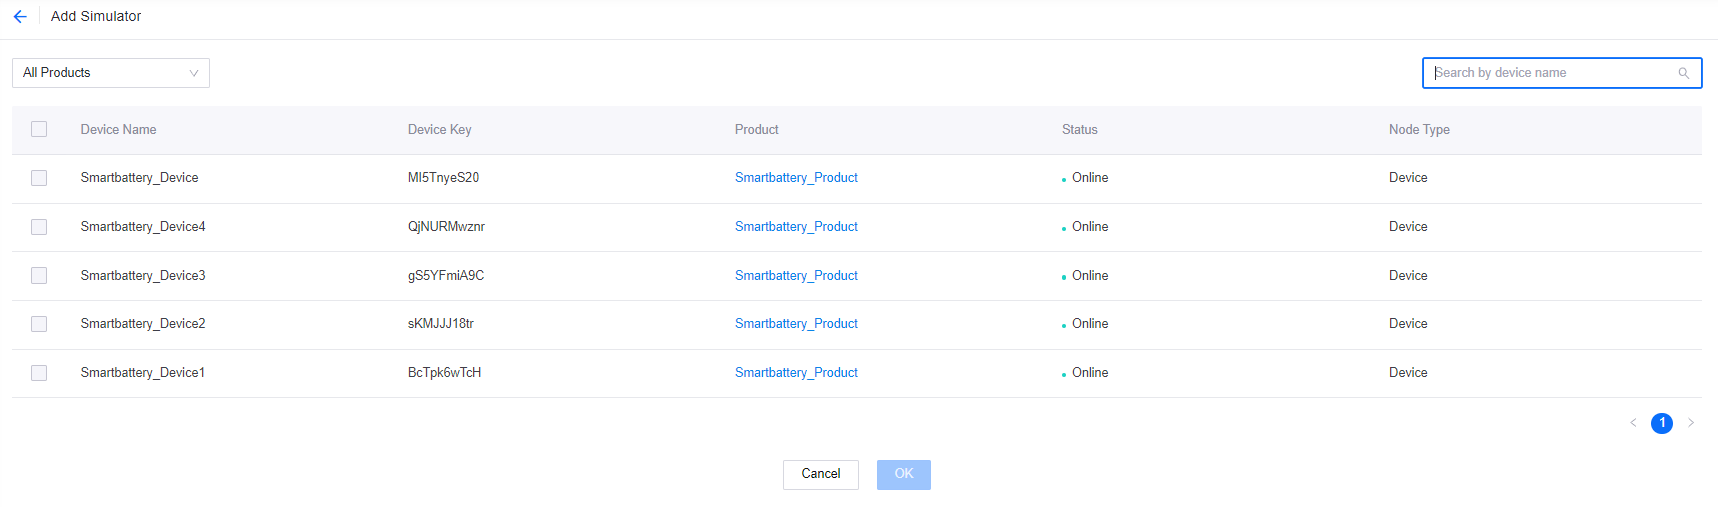 Add Simulator
All Products
Search by device name
Device Name Device Key Product Status Node Type
Smartbattery_Device MI5TnyeS20 Smartbattery_Product Online Device
Smartbattery_Device4 QjNURMwznr Smartbattery_Product Online Device
Smartbattery_Device3 gS5YFmiA9C Smartbattery_Product Online Device
Smartbattery_Device2 sKMJJJ18tr Smartbattery_Product Online Device
Smartbattery_Device1 BcTpk6wTcH Smartbattery_Product Online Device
1
Cancel OK